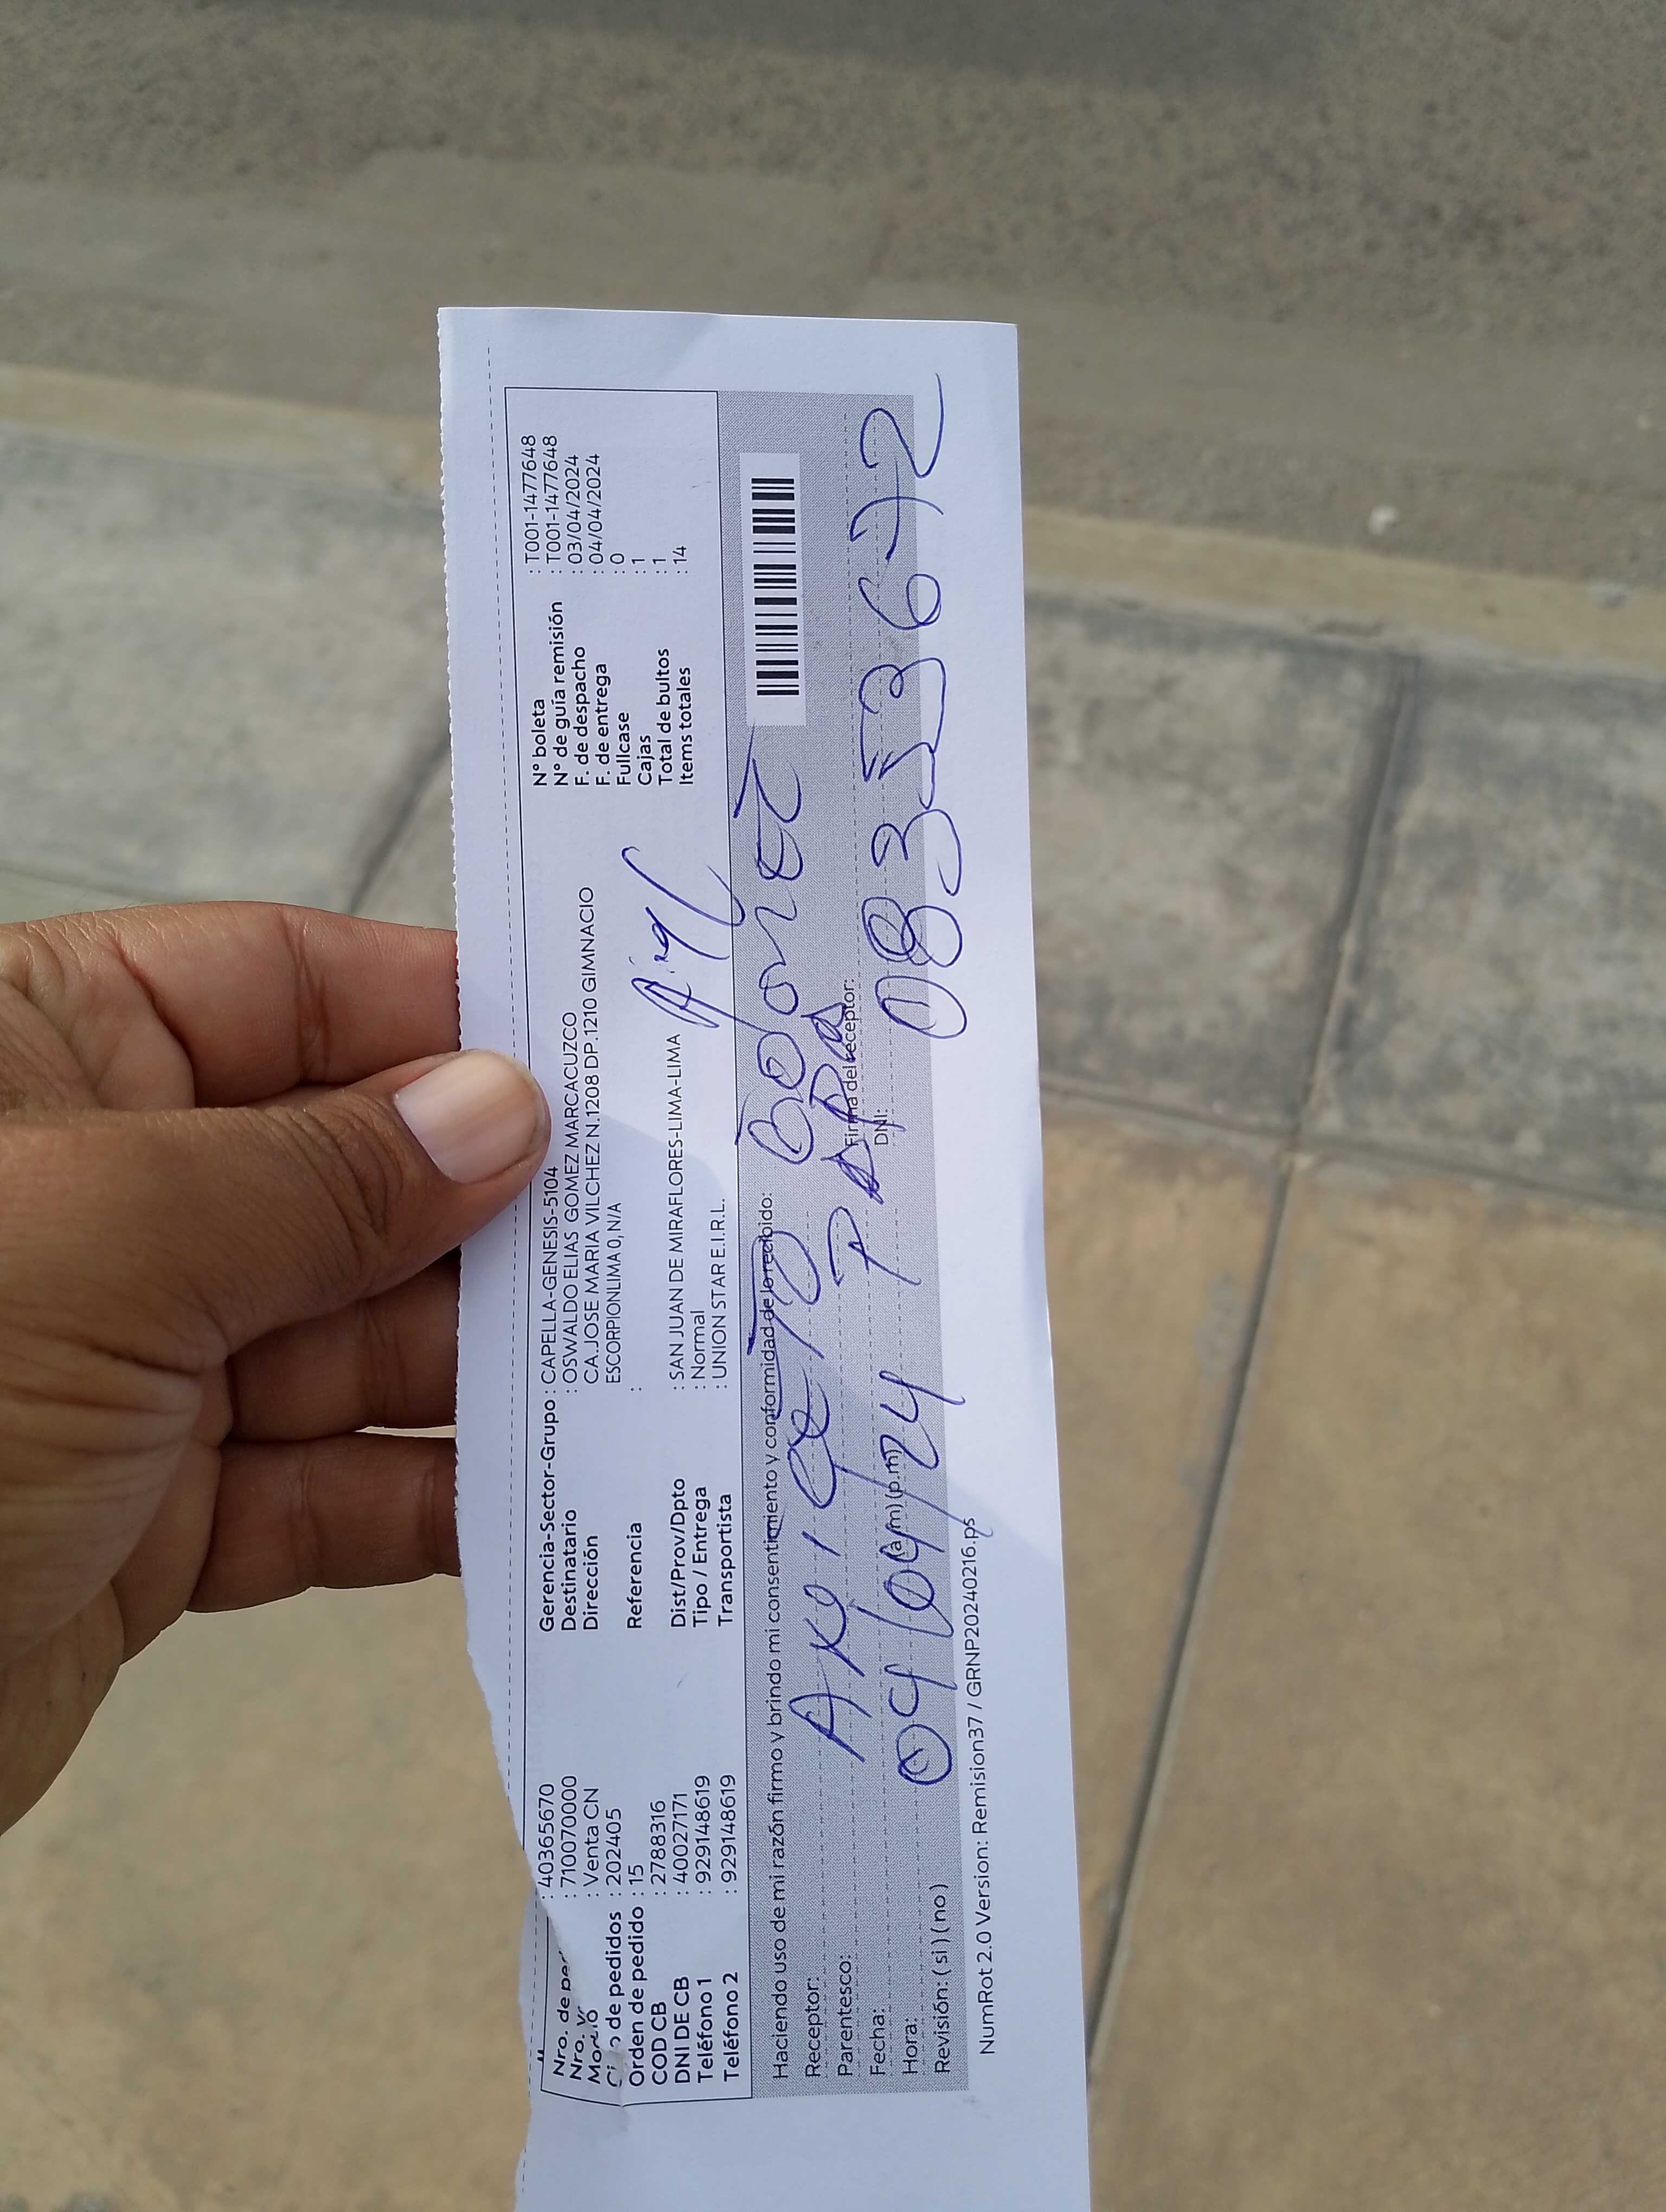 Nro. de pe : 40365670
Nro. V : 710070000
Mo : Venta CN
de pedidos : 202405
Orden de pedido : 15
COD CB : 2788316
DNI DE CB : 40027171
Teléfono 1 : 929148619
Teléfono 2 : 929148619
Gerencia-Sector-Grupo : CAPELLA-GENESIS-5104
Destinatario : OSWALDO ELIAS GOMEZ MARCACUZCO
Dirección CA.JOSE MARIA VILCHEZ N.1208 DP.1210 GIMNACIO
ESCORPIONLIMA 0, N/A
Referencia :
Dist/Prov/Dpto : SAN JUAN DE MIRAFLORES-LIMA-LIMA
Tipo / Entrega : Normal
Transportista : UNION STAR E.I.R.L.
N° boleta : T001-1477648
N° de guía remisión : T001-1477648
F. de despacho : 03/04/2024
F. de entrega : 04/04/2024
Fullcase : 0
Cajas : 1
Total de bultos : 1
Items totales : 14
Haciendo uso de mi razón firmo y brindo mi consentimiento y conformidad de lo recibido:
Receptor:
Parentesco:
Firma del receptor:
Fecha: 04/04/24
DNI: 08353672
Hora: (a.m) (p.m)
Revisión: ( si ) ( no )
NumRot 2.0 Version: Remision37 / GRNP20240216.ps